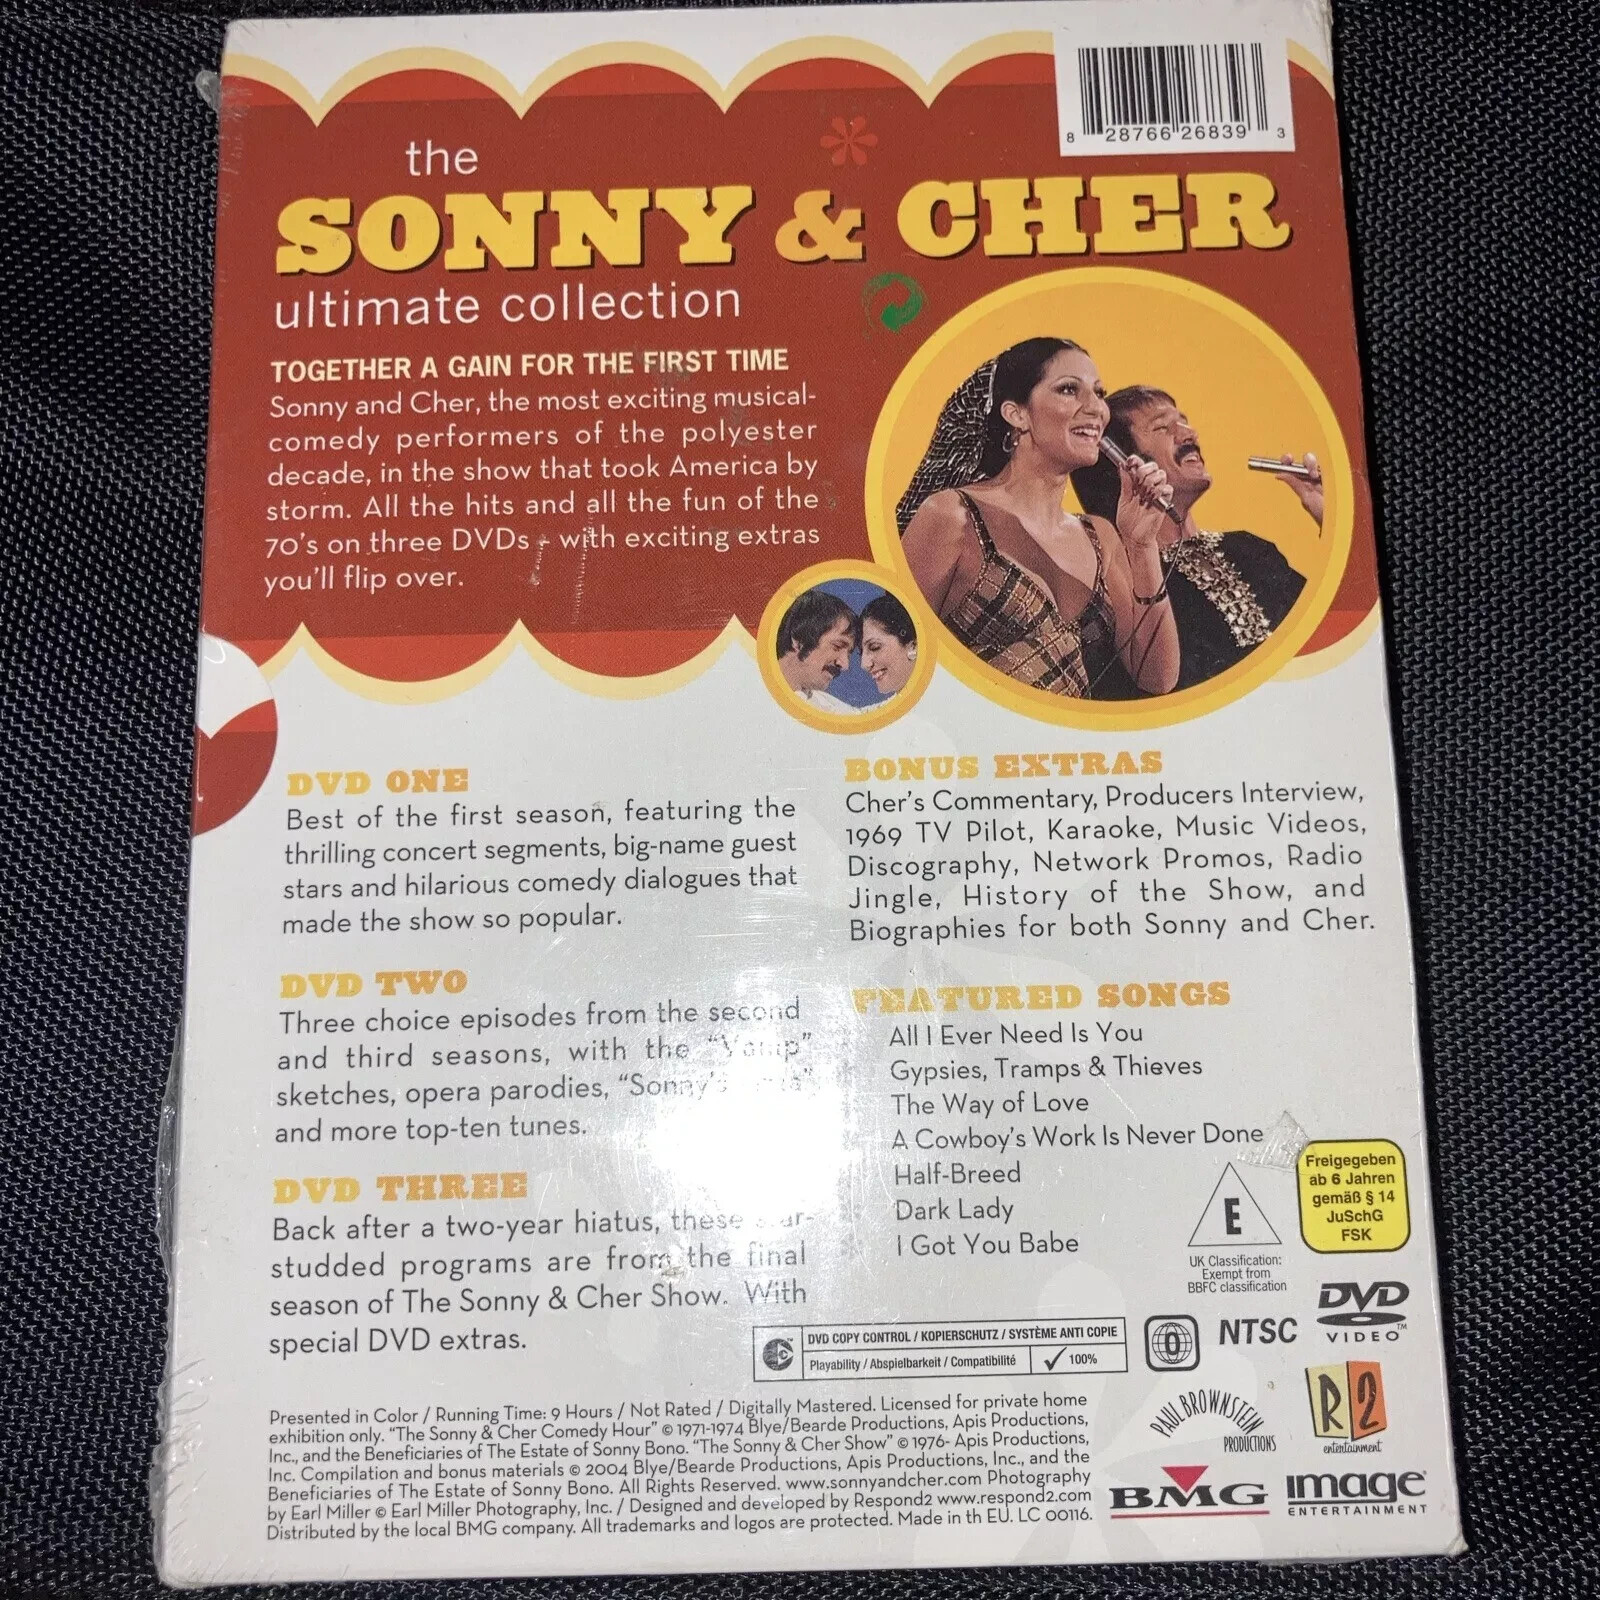 8 28766 26839 3
the
SONNY & CHER
ultimate collection
TOGETHER A GAIN FOR THE FIRST TIME
Sonny and Cher, the most exciting musical-
comedy performers of the polyester
decade, in the show that took America by
storm. All the hits and all the fun of the
70's on three DVDs - with exciting extras
you'll flip over.
DVD ONE
Best of the first season, featuring the
thrilling concert segments, big-name guest
stars and hilarious comedy dialogues that
made the show so popular.
DVD TWO
Three choice episodes from the second
and third seasons, with the "Vamp"
sketches, opera parodies, "Sonny's
and more top-ten tunes.
DVD THREE
Back after a two-year hiatus, these star-
studded programs are from the final
season of The Sonny & Cher Show. With
special DVD extras.
BONUS EXTRAS
Cher's Commentary, Producers Interview,
1969 TV Pilot, Karaoke, Music Videos,
Discography, Network Promos, Radio
Jingle, History of the Show, and
Biographies for both Sonny and Cher.
FEATURED SONGS
All I Ever Need Is You
Gypsies, Tramps & Thieves
The Way of Love
A Cowboy's Work Is Never Done
Half-Breed
Dark Lady
I Got You Babe
E
UK Classification:
Exempt from
BBFC classification
Freigegeben
ab 6 Jahren
gemäß § 14
JuSchG
FSK
DVD COPY CONTROL / KOPIERSCHUTZ / SYSTÈME ANTI COPIE
Playability / Abspielbarkeit / Compatibilité ✓ 100%
0
NTSC
DVD
VIDEO™
Presented in Color / Running Time: 9 Hours / Not Rated / Digitally Mastered. Licensed for private home
exhibition only. "The Sonny & Cher Comedy Hour" © 1971-1974 Blye/Bearde Productions, Apis Productions,
Inc., and the Beneficiaries of The Estate of Sonny Bono. "The Sonny & Cher Show" © 1976- Apis Productions,
Inc. Compilation and bonus materials © 2004 Blye/Bearde Productions, Apis Productions, Inc., and the
Beneficiaries of The Estate of Sonny Bono. All Rights Reserved. www.sonnyandcher.com Photography
by Earl Miller © Earl Miller Photography, Inc. / Designed and developed by Respond2 www.respond2.com
Distributed by the local BMG company. All trademarks and logos are protected. Made in th EU. LC 00116.
PAUL BROWNSTEIN
PRODUCTIONS
R2
entertainment
BMG
image
ENTERTAINMENT